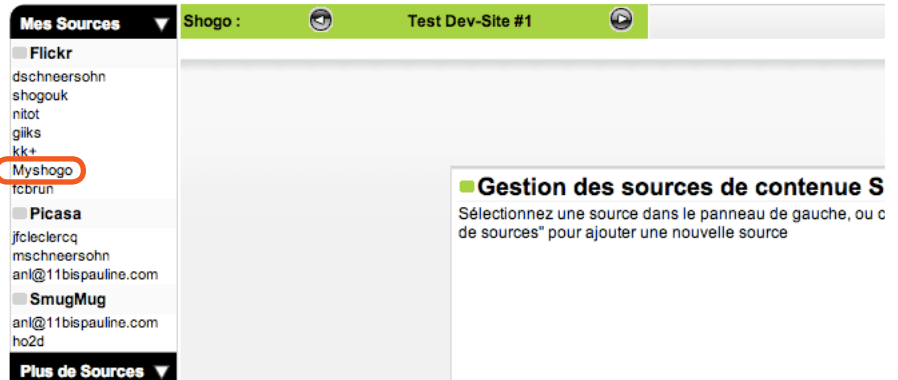 Mes Sources
Shogo :
Test Dev-Site #1
Flickr
dschneersohn
shogouk
nitot
giiks
kk+
Myshogo
fcbrun
Picasa
jfcleclercq
mschneersohn
anl@11bispauline.com
SmugMug
anl@11bispauline.com
ho2d
Plus de Sources
Gestion des sources de contenue S
Sélectionnez une source dans le panneau de gauche, ou c
de sources" pour ajouter une nouvelle source